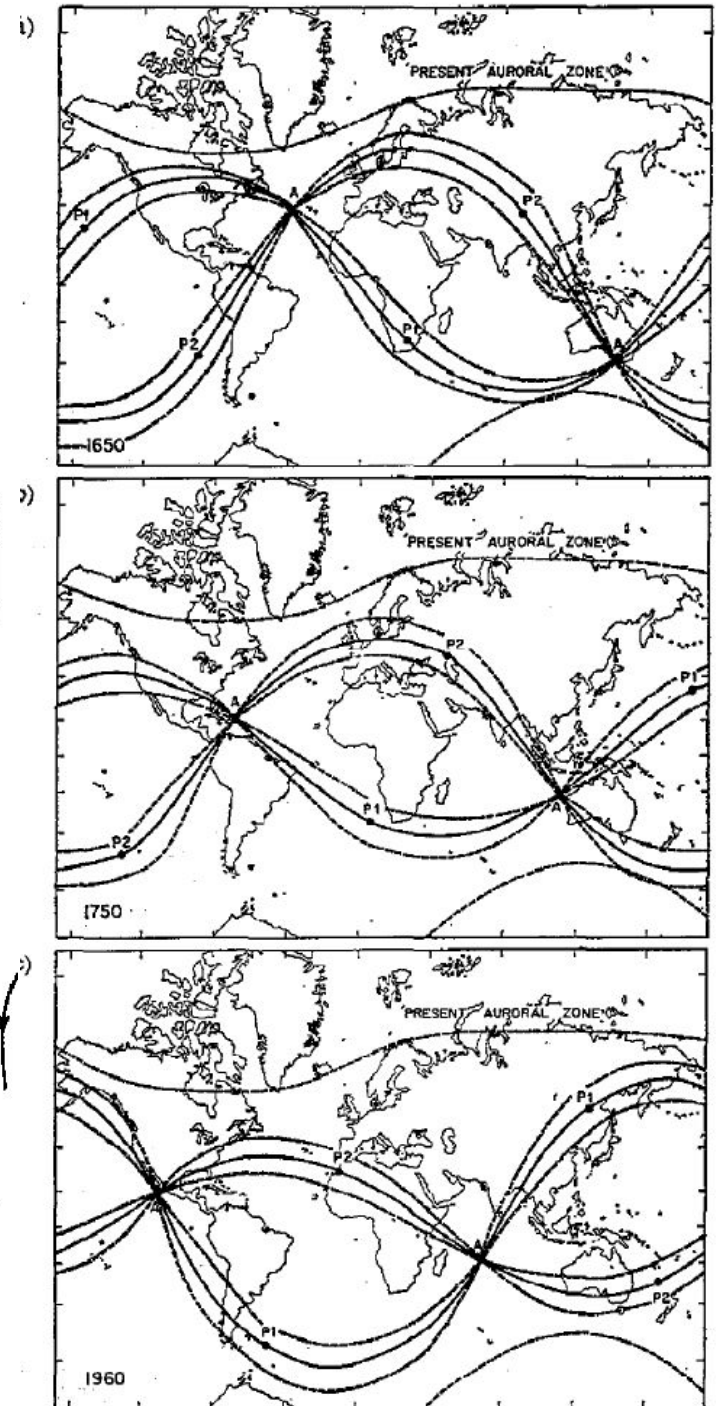 PRESENT AURORAL ZONE
A
P1
P2
P2
P1
A
1650
PRESENT AURORAL ZONE
P2
P1
A
A
P1
P2
1750
PRESENT AURORAL ZONE
P1
P2
A
P2
P1
1960